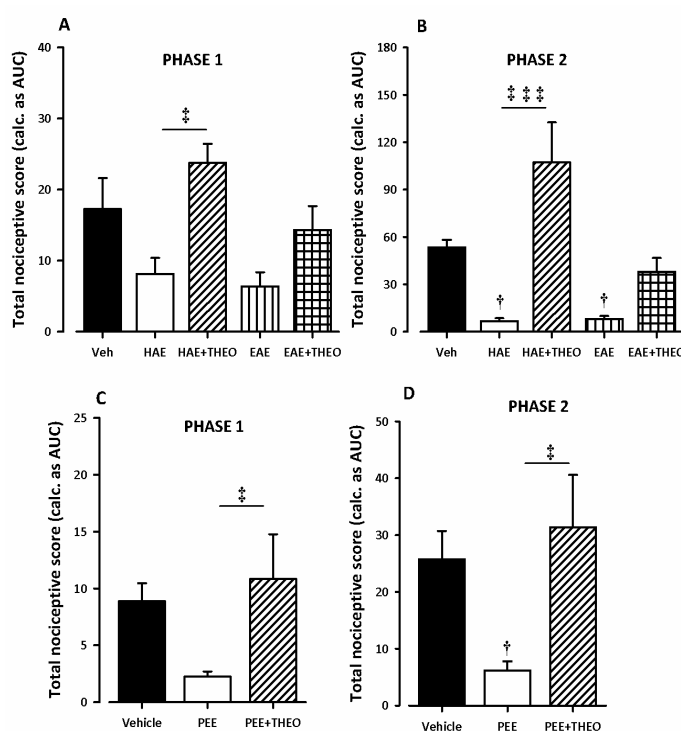 A
PHASE 1
Total nociceptive score (calc. as AUC)
40
30
20
10
0
‡
Veh HAE HAE+THEO EAE EAE+THEO
B
PHASE 2
Total nociceptive score (calc. as AUC)
180
150
120
90
60
30
0
‡ ‡ ‡
† †
Veh HAE HAE+THEO EAE EAE+THEO
C
PHASE 1
Total nociceptive score (calc. as AUC)
25
20
15
10
5
0
‡
Vehicle PEE PEE+THEO
D
PHASE 2
Total nociceptive score (calc. as AUC)
50
40
30
20
10
0
‡
†
Vehicle PEE PEE+THEO